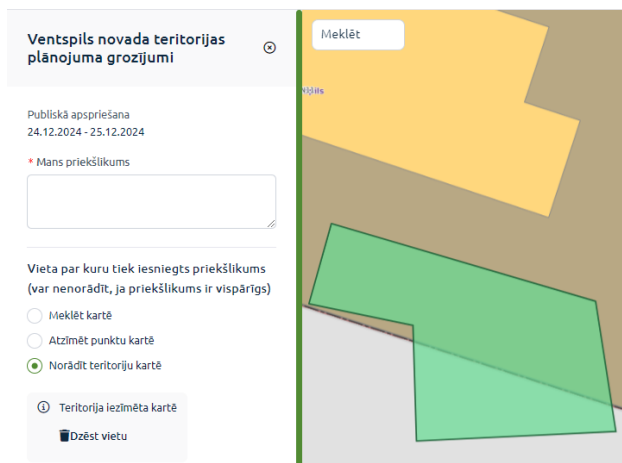 Ventspils novada teritorijas
plānojuma grozījumi
Meklēt
Publiskā apspriešana
24.12.2024 - 25.12.2024
* Mans priekšlikums
Vieta par kuru tiek iesniegts priekšlikums
(var nenorādīt, ja priekšlikums ir vispārīgs)
Meklēt kartē
Atzīmēt punktu kartē
Norādīt teritoriju kartē
Teritorija iezīmēta kartē
Dzēst vietu